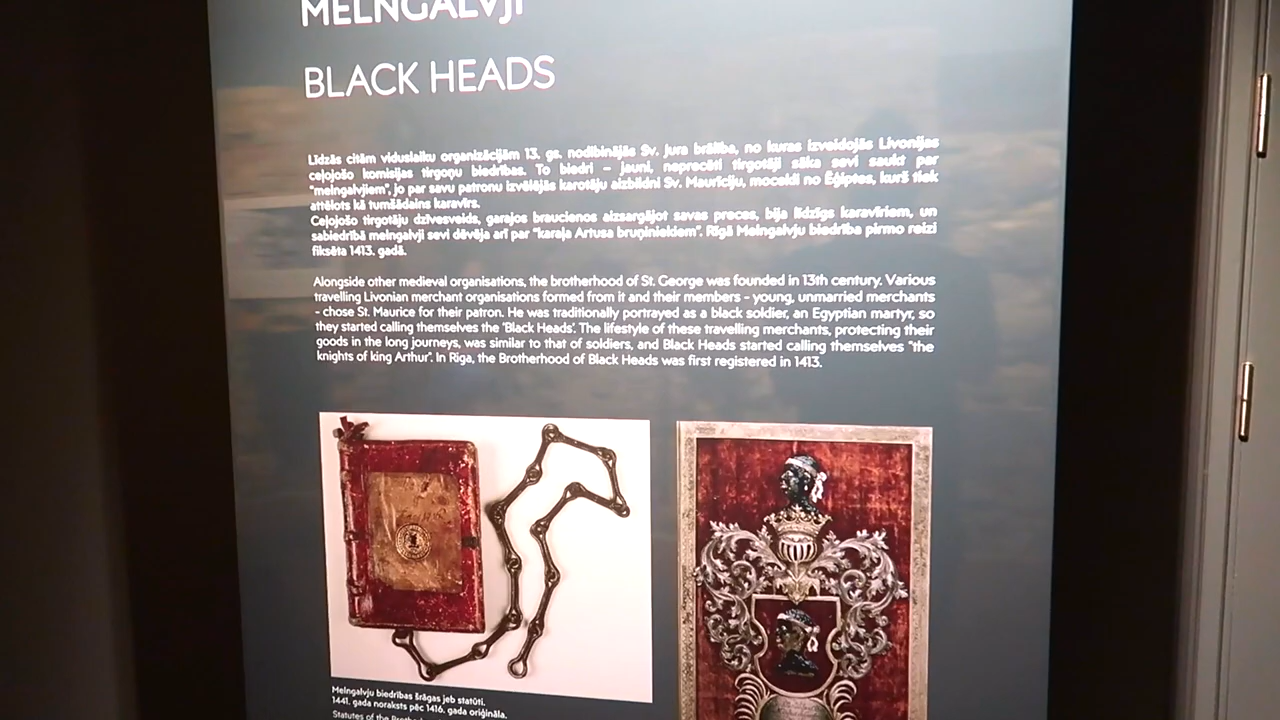 MELNGALVJI
BLACK HEADS
Līdzās citām viduslaiku organizācijām 13. gs. nodibinājās Sv. Jura brālība, no kuras izveidojās Livonijas
ceļojošo komisijas tirgoņu biedrības. To biedri – jauni, neprecēti tirgotāji sāka sevi saukt par
"melngalvjiem", jo par savu patronu izvēlējās karotāju aizbildni Sv. Maurīciju, mocekli no Ēģiptes, kurš tiek
attēlots kā tumšādains karavīrs.
Ceļojošo tirgotāju dzīvesveids, garajos braucienos aizsargājot savas preces, bija līdzīgs karavīriem, un
sabiedrībā melngalvji sevi dēvēja arī par "karaļa Artusa bruņiniekiem". Rīgā Melngalvju biedrība pirmo reizi
fiksēta 1413. gadā.
Alongside other medieval organisations, the brotherhood of St. George was founded in 13th century. Various
travelling Livonian merchant organisations formed from it and their members - young, unmarried merchants
- chose St. Maurice for their patron. He was traditionally portrayed as a black soldier, an Egyptian martyr, so
they started calling themselves the 'Black Heads'. The lifestyle of these travelling merchants, protecting their
goods in the long journeys, was similar to that of soldiers, and Black Heads started calling themselves "the
knights of king Arthur". In Riga, the Brotherhood of Black Heads was first registered in 1413.
Melngalvju biedrības šrāgas jeb statūti.
1441. gada noraksts pēc 1416. gada oriģināla.
Statutes of the